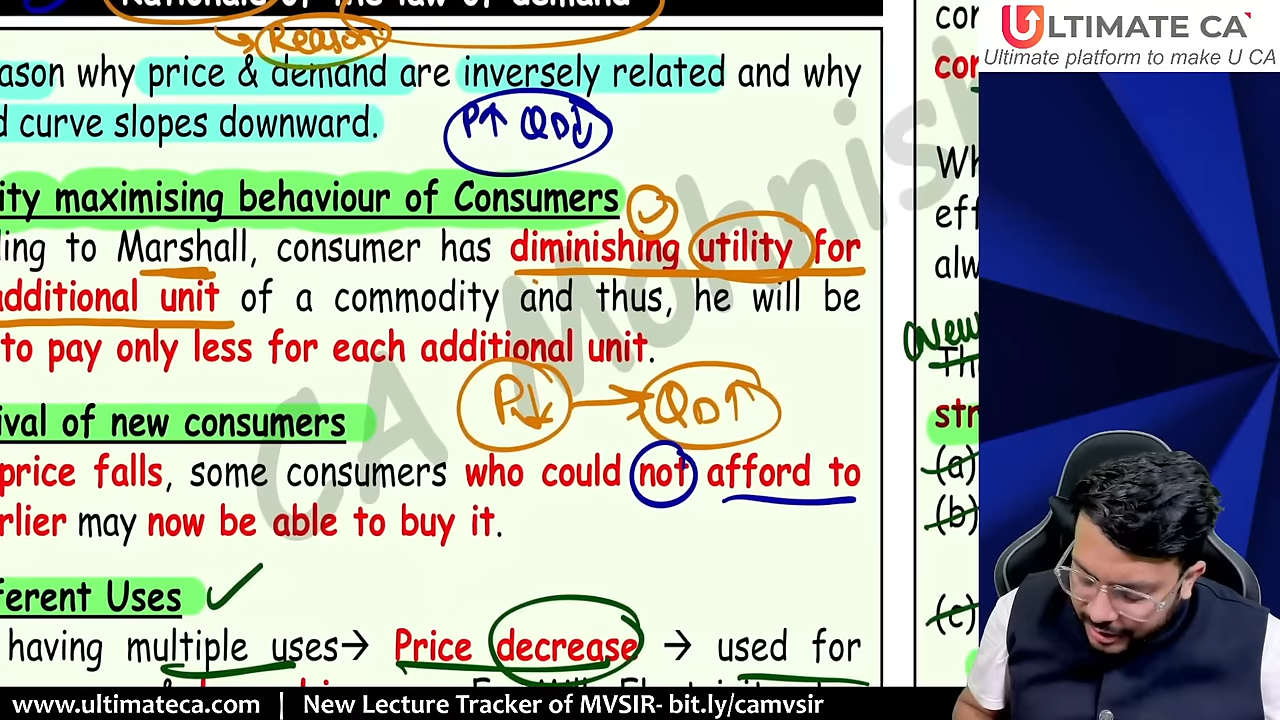 Rationale of the law of demand
Reason
eason why price & demand are inversely related and why
d curve slopes downward.
P↑ QD↓
ity maximising behaviour of Consumers
ling to Marshall, consumer has diminishing utility for
additional unit of a commodity and thus, he will be
to pay only less for each additional unit.
P↓ → QD↑
ival of new consumers
price falls, some consumers who could not afford to
rlier may now be able to buy it.
ferent Uses
having multiple uses→ Price decrease → used for
CA Mohnish
con
con
Wh
eff
alw
Th
str
(a)
(b)
(c)
ULTIMATE CA
Ultimate platform to make U CA
www.ultimateca.com | New Lecture Tracker of MVSIR- bit.ly/camvsir